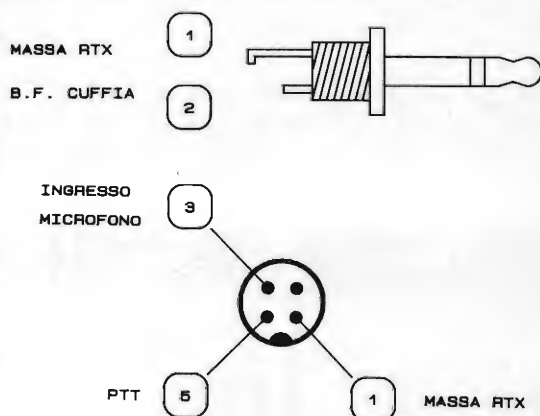 MASSA RTX 1
B.F. CUFFIA 2
INGRESSO
MICROFONO 3
PTT 5
1 MASSA RTX